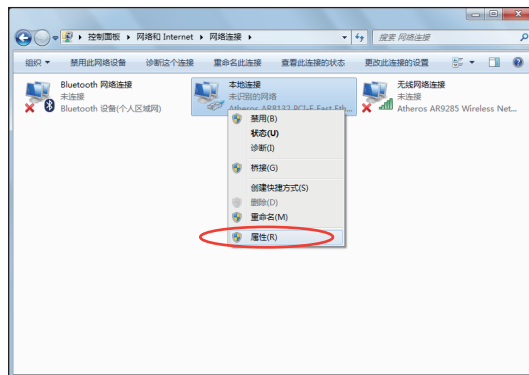 控制面板 ▸ 网络和 Internet ▸ 网络连接 ▸
搜索 网络连接
组织 禁用此网络设备 诊断这个连接 重命名此连接 查看此连接的状态 更改此连接的设置
Bluetooth 网络连接
未连接
Bluetooth 设备(个人区域网)
本地连接
未识别的网络
Atheros AR8132 PCI-E Fast Eth...
无线网络连接
未连接
Atheros AR9285 Wireless Net...
禁用(B)
状态(U)
诊断(I)
桥接(G)
创建快捷方式(S)
删除(D)
重命名(M)
属性(R)